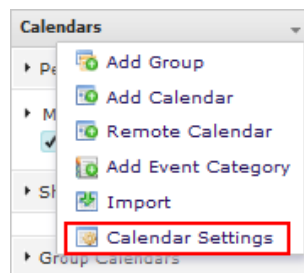 Calendars
Add Group
Add Calendar
Remote Calendar
Add Event Category
Import
Calendar Settings
Group Calendars